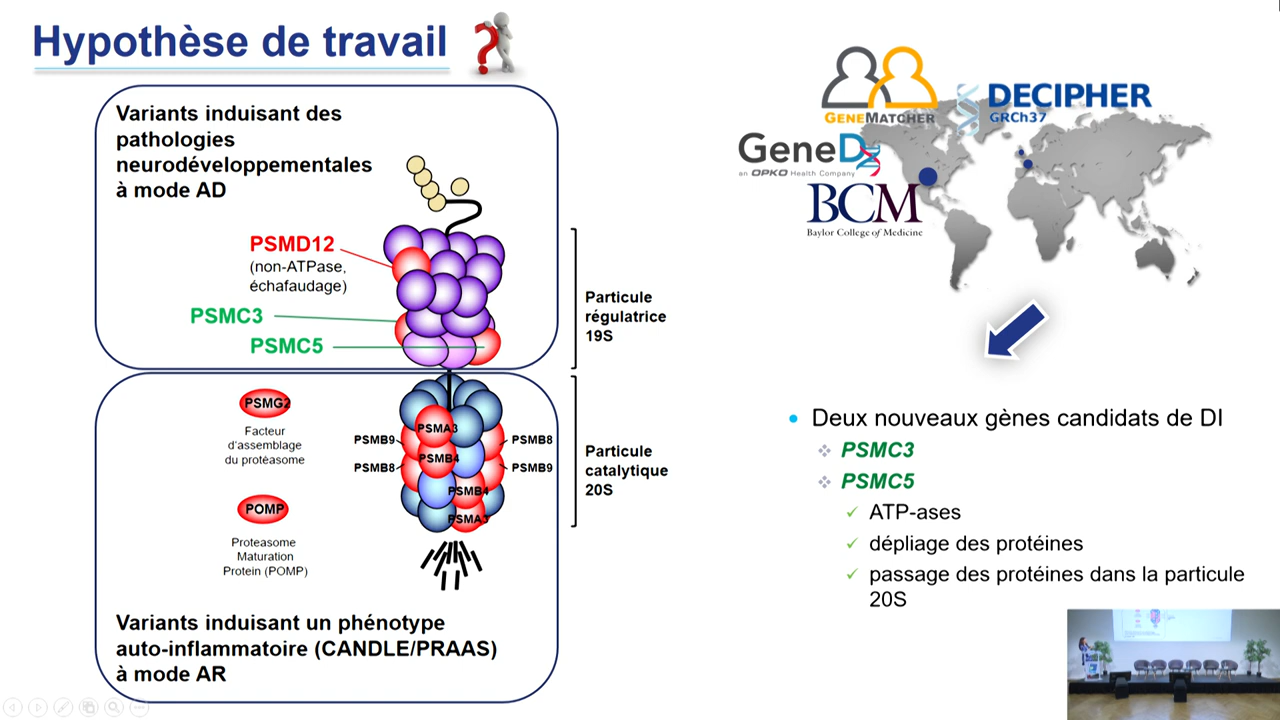 Hypothèse de travail
Variants induisant des
pathologies
neurodéveloppementales
à mode AD
PSMD12
(non-ATPase,
échafaudage)
PSMC3
PSMC5
Particule
régulatrice
19S
PSMG2
Facteur
d'assemblage
du protéasome
POMP
Proteasome
Maturation
Protein (POMP)
PSMA3
PSMB9
PSMB8
PSMB4
PSMB8
PSMB9
PSMB4
PSMA3
Particule
catalytique
20S
Variants induisant un phénotype
auto-inflammatoire (CANDLE/PRAAS)
à mode AR
GENEMATCHER
DECIPHER
GRCh37
GeneDx
an OPKO Health Company
BCM
Baylor College of Medicine
Deux nouveaux gènes candidats de DI
PSMC3
PSMC5
ATP-ases
dépliage des protéines
passage des protéines dans la particule
20S